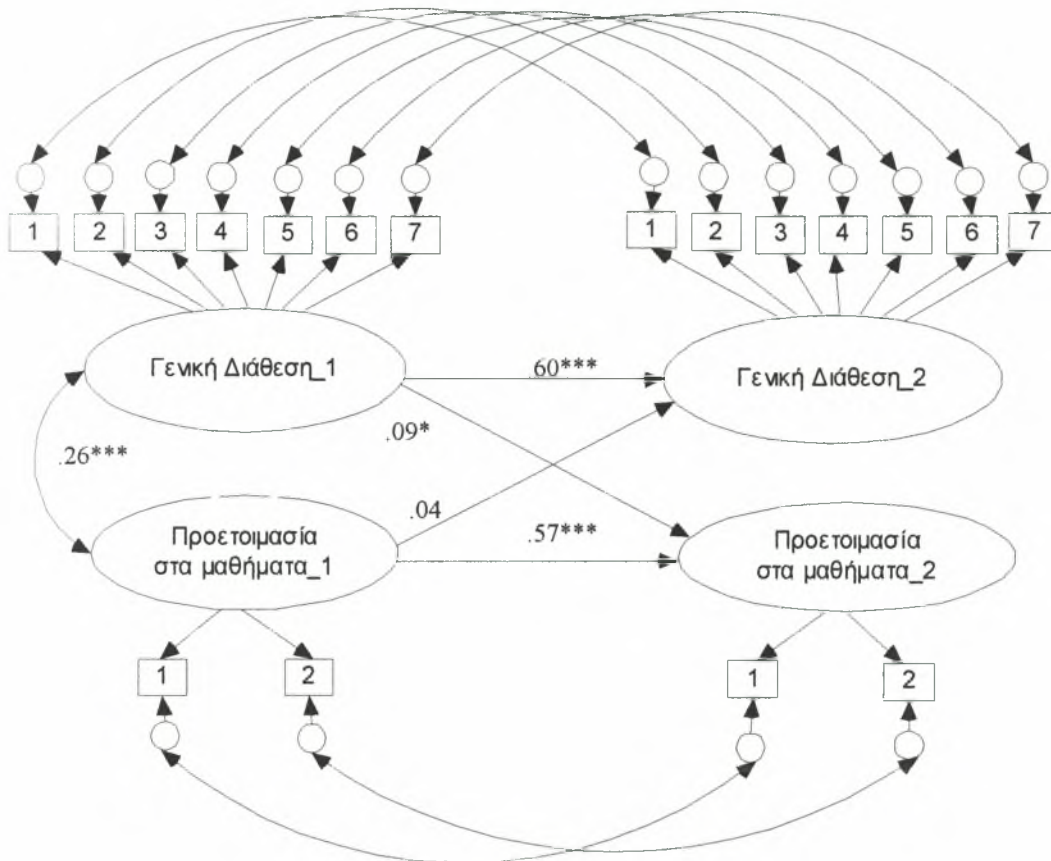 1 2 3 4 5 6 7 1 2 3 4 5 6 7
Γενική Διάθεση_1
.60***
Γενική Διάθεση_2
.09*
.26***
.04
Προετοιμασία
στα μαθήματα_1
.57***
Προετοιμασία
στα μαθήματα_2
1 2 1 2